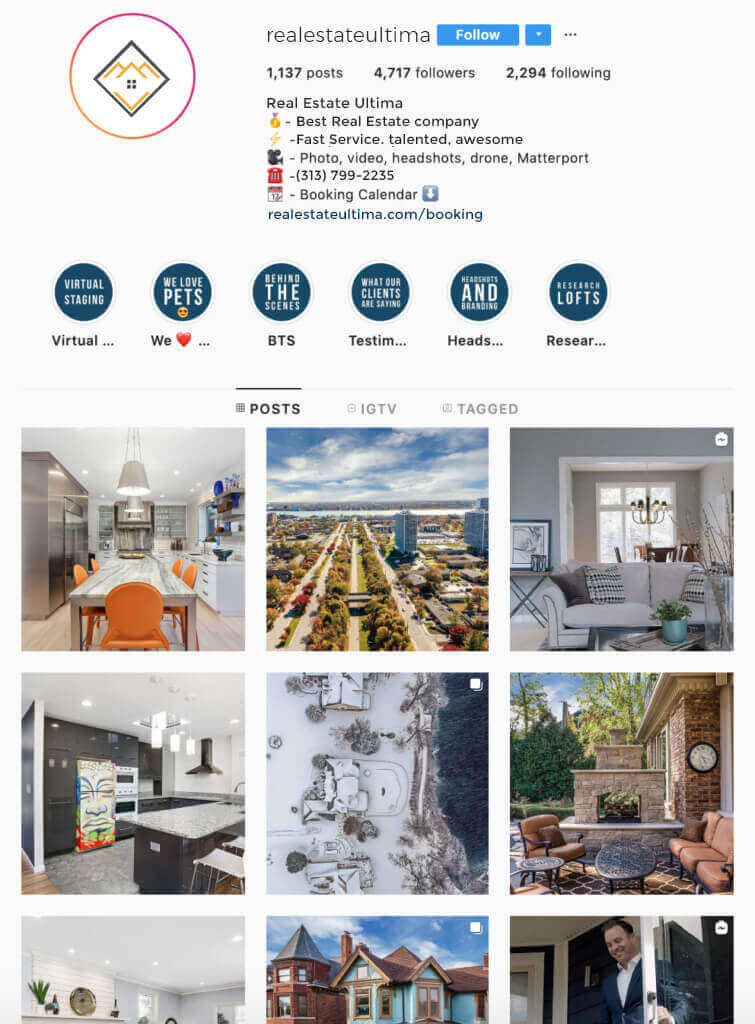 realestateultima Follow
1,137 posts 4,717 followers 2,294 following
Real Estate Ultima
🥇 - Best Real Estate company
⚡ -Fast Service. talented, awesome
🎥 - Photo, video, headshots, drone, Matterport
☎️ -(313) 799-2235
📆 - Booking Calendar ⬇️
realestateultima.com/booking
VIRTUAL
STAGING
WE LOVE
PETS
😍
BEHIND
THE
SCENES
WHAT OUR
CLIENTS
ARE SAYING
HEADSHOTS
AND
BRANDING
RESEARCH
LOFTS
Virtual ... We ❤️ ... BTS Testim... Heads... Resear...
POSTS IGTV TAGGED